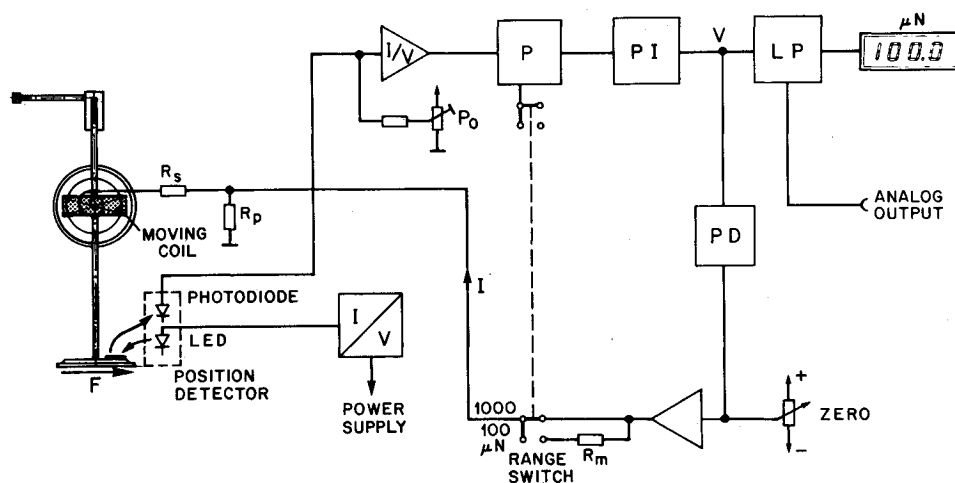 μN
I/V
P
PI
V
LP
100.0
P₀
Rs
Rp
MOVING
COIL
I
PD
ANALOG
OUTPUT
PHOTODIODE
LED
I
V
F
POSITION
DETECTOR
POWER
SUPPLY
1000
100
μN
RANGE
SWITCH
Rm
+
ZERO
−